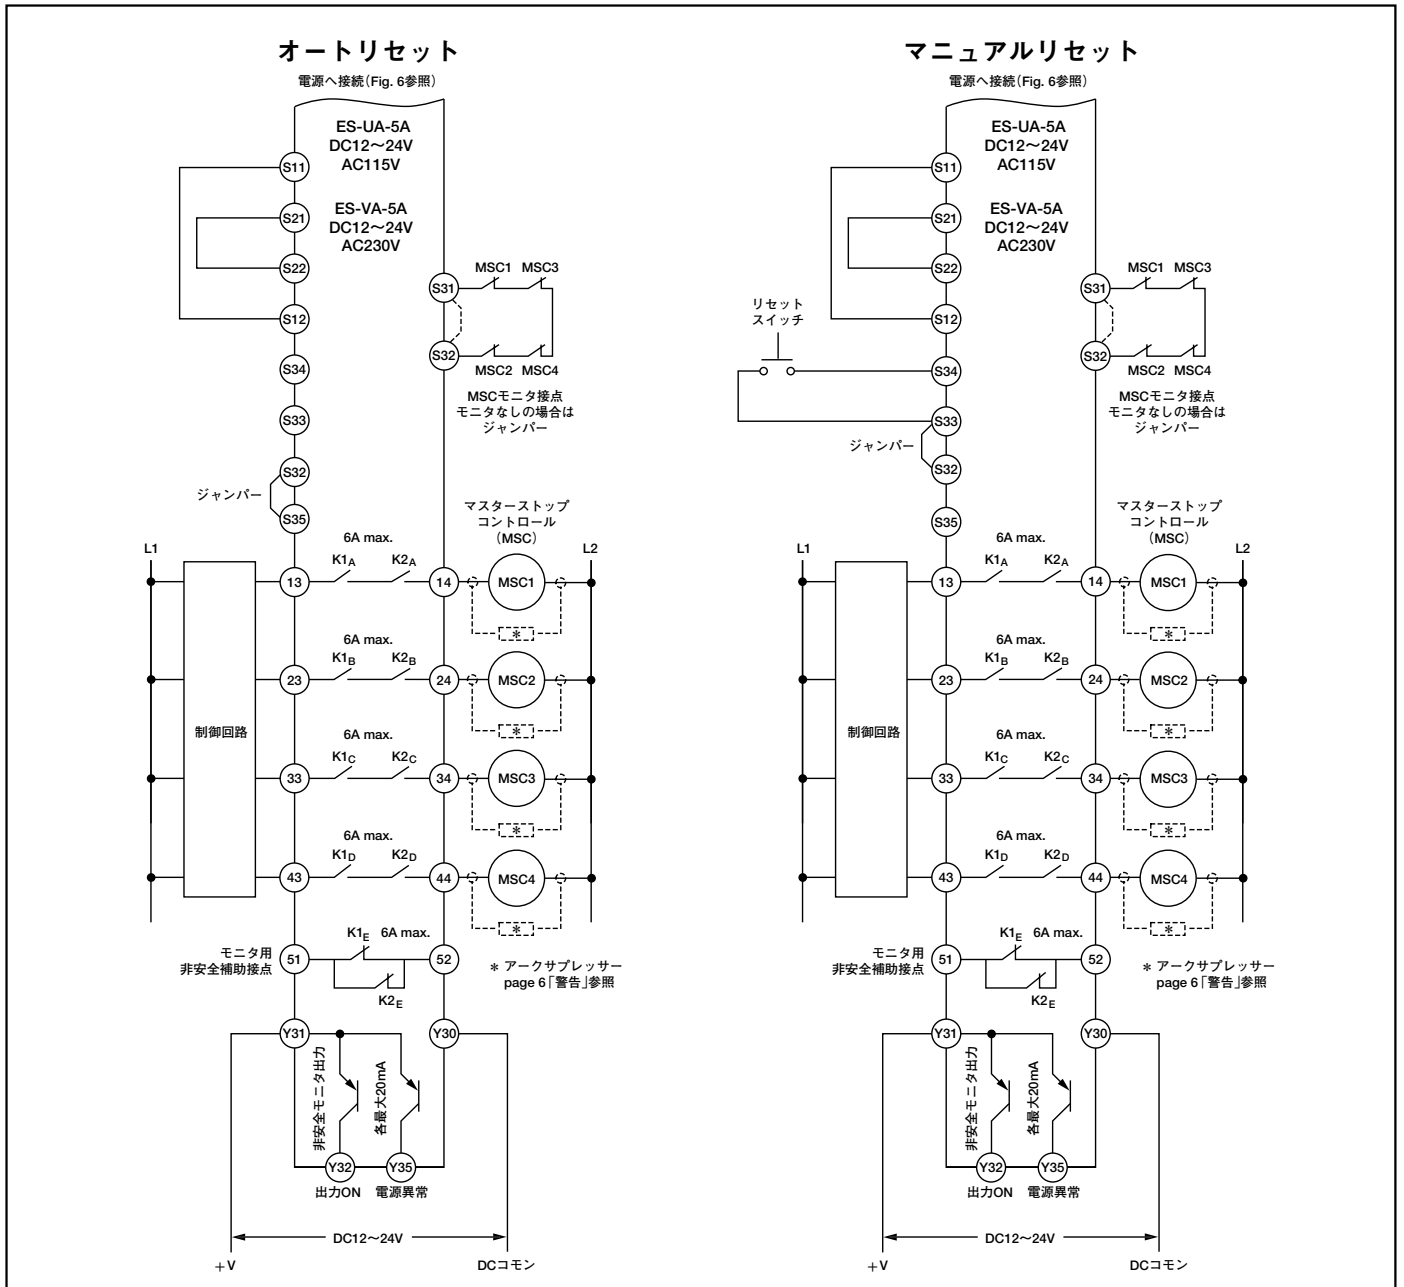 オートリセット
電源へ接続(Fig. 6参照)
ES-UA-5A
DC12〜24V
AC115V
ES-VA-5A
DC12〜24V
AC230V
S11
S21
S22
S12
S34
S33
S32
S35
ジャンパー
S31
S32
MSC1 MSC3
MSC2 MSC4
MSCモニタ接点
モニタなしの場合は
ジャンパー
マスターストップ
コントロール
(MSC)
L1
L2
制御回路
6A max.
13 K1A K2A 14 MSC1
*
6A max.
23 K1B K2B 24 MSC2
*
6A max.
33 K1C K2C 34 MSC3
*
6A max.
43 K1D K2D 44 MSC4
*
モニタ用
非安全補助接点
51 K1E 6A max. 52
K2E
* アークサプレッサー
page 6「警告」参照
Y31
Y30
非安全モニタ出力
各最大20mA
Y32
Y35
出力ON
電源異常
DC12〜24V
+V
DCコモン
マニュアルリセット
電源へ接続(Fig. 6参照)
ES-UA-5A
DC12〜24V
AC115V
ES-VA-5A
DC12〜24V
AC230V
S11
S21
S22
S12
リセット
スイッチ
S34
S33
ジャンパー
S32
S35
S31
S32
MSC1 MSC3
MSC2 MSC4
MSCモニタ接点
モニタなしの場合は
ジャンパー
マスターストップ
コントロール
(MSC)
L1
L2
制御回路
6A max.
13 K1A K2A 14 MSC1
*
6A max.
23 K1B K2B 24 MSC2
*
6A max.
33 K1C K2C 34 MSC3
*
6A max.
43 K1D K2D 44 MSC4
*
モニタ用
非安全補助接点
51 K1E 6A max. 52
K2E
* アークサプレッサー
page 6「警告」参照
Y31
Y30
非安全モニタ出力
各最大20mA
Y32
Y35
出力ON
電源異常
DC12〜24V
+V
DCコモン